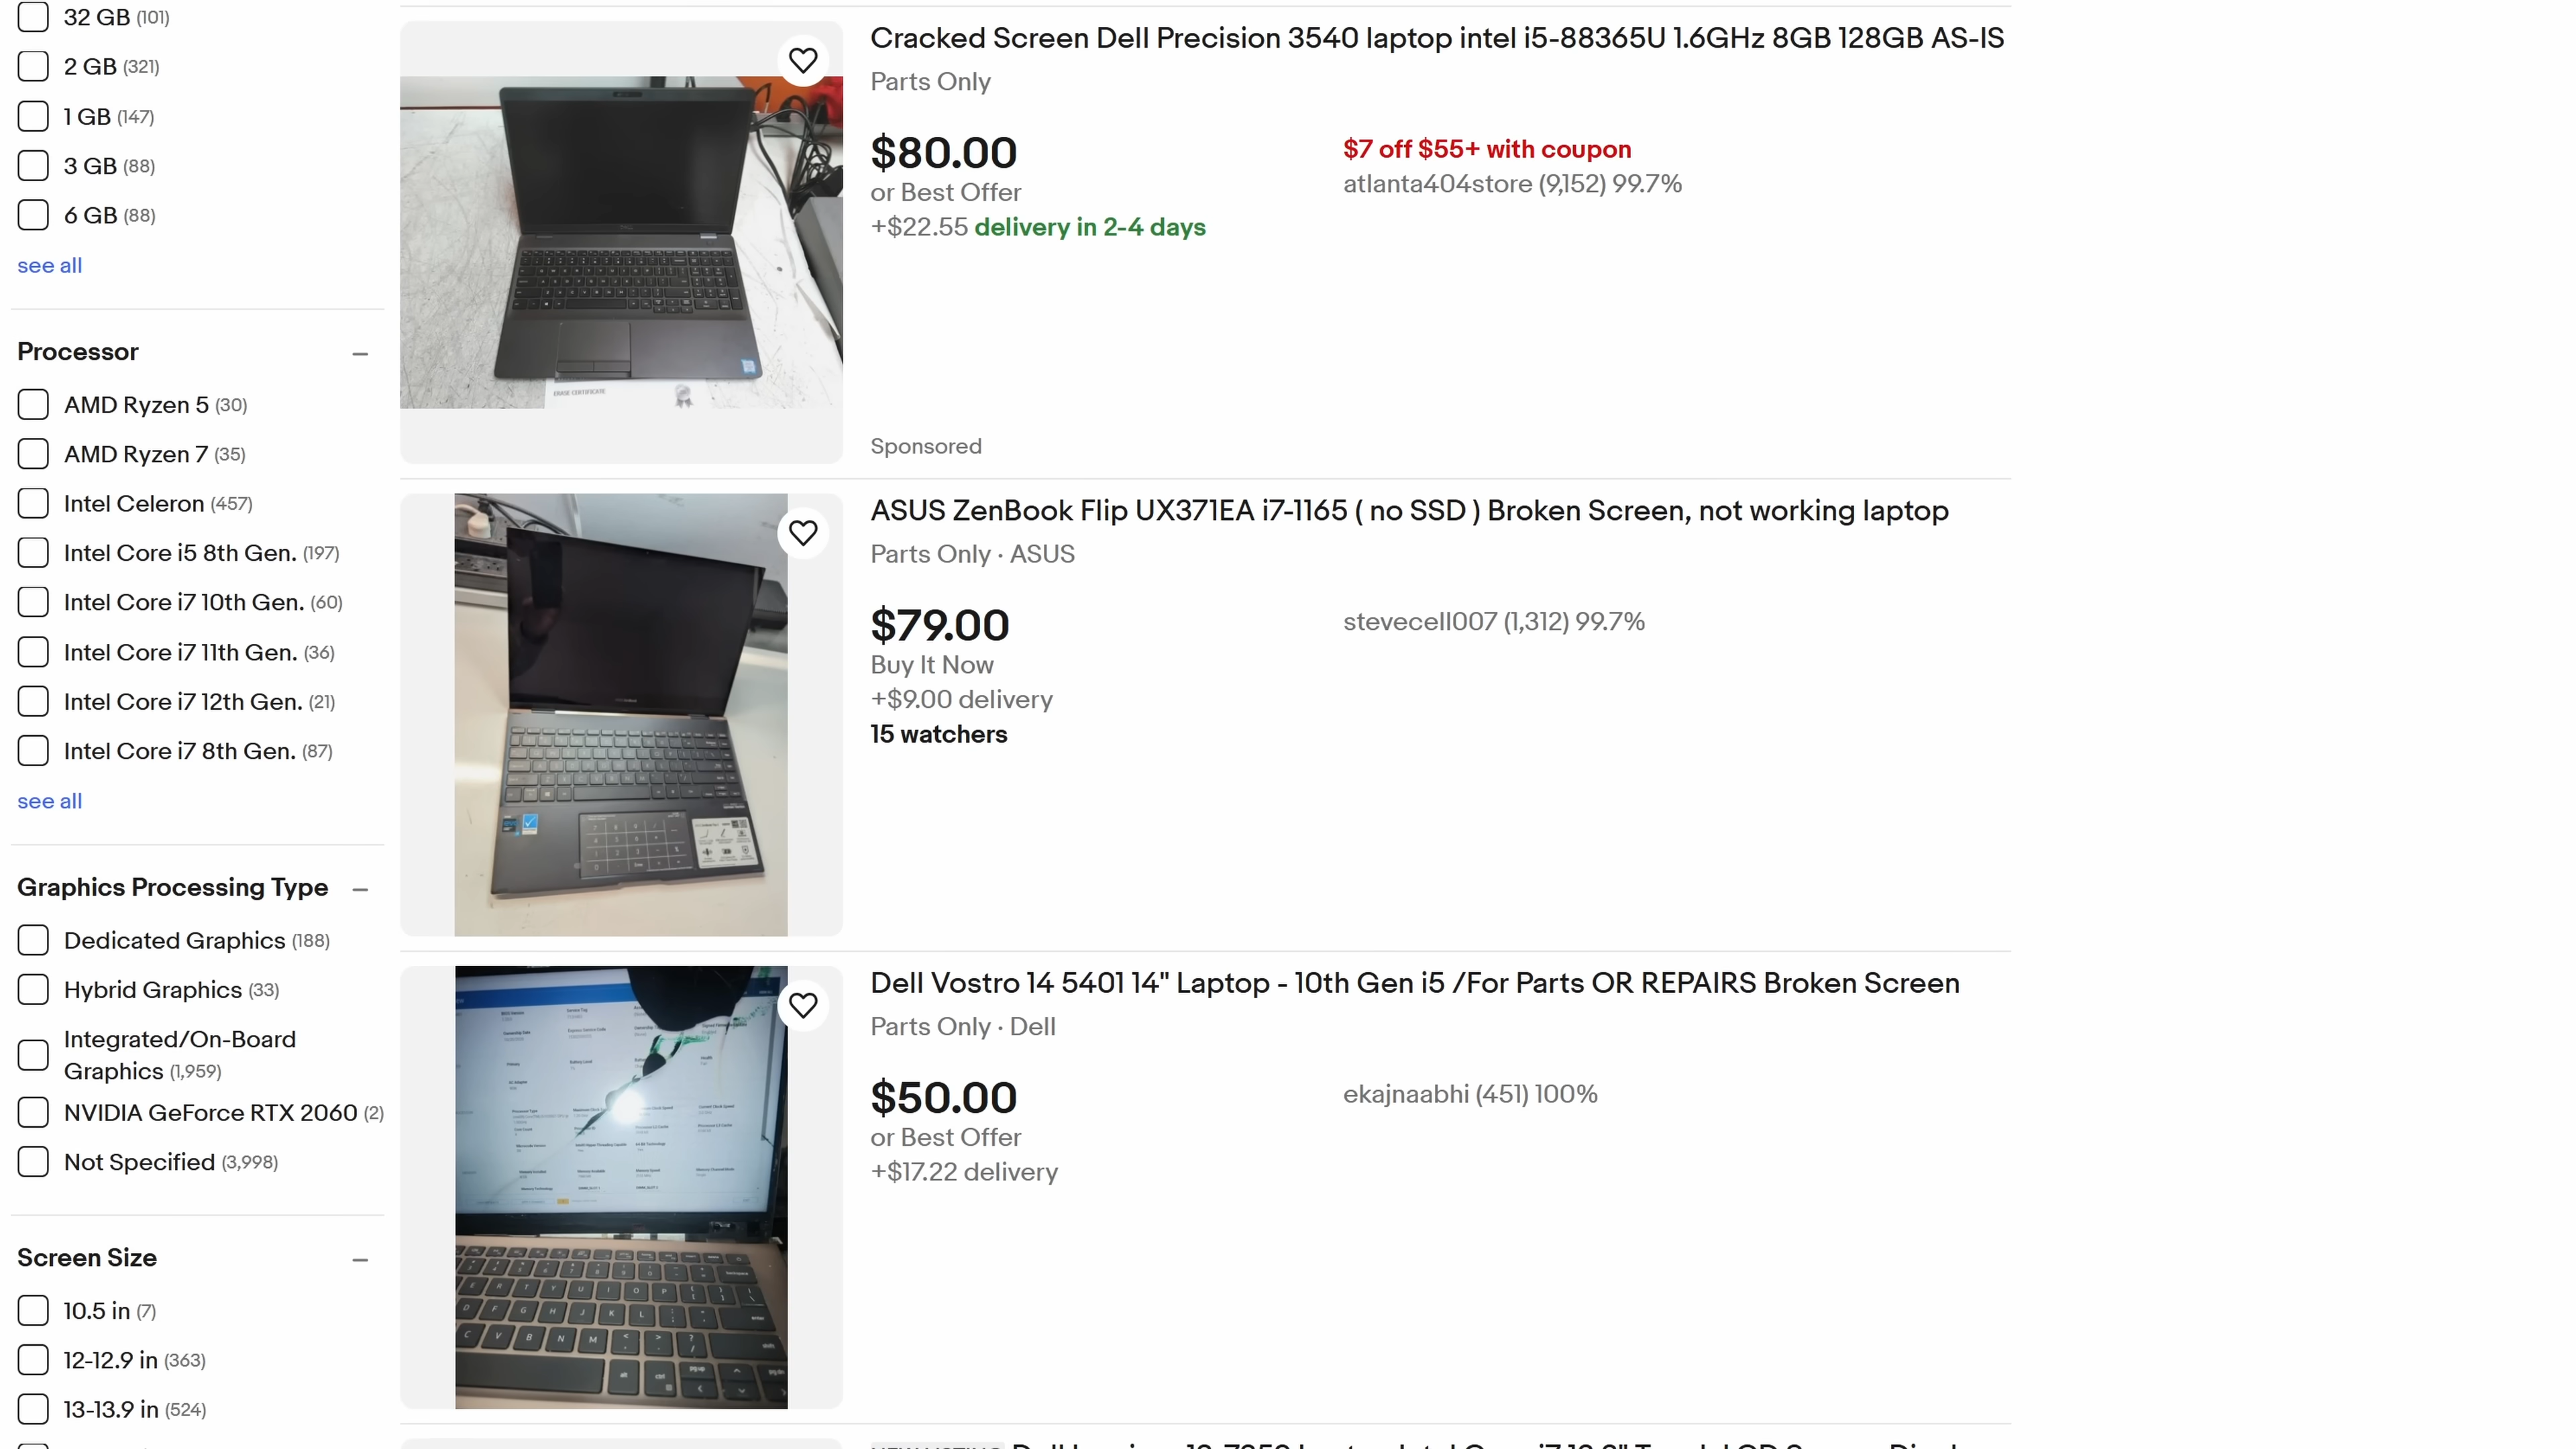 32 GB (101)
2 GB (321)
1 GB (147)
3 GB (88)
6 GB (88)
see all
Processor
AMD Ryzen 5 (30)
AMD Ryzen 7 (35)
Intel Celeron (457)
Intel Core i5 8th Gen. (197)
Intel Core i7 10th Gen. (60)
Intel Core i7 11th Gen. (36)
Intel Core i7 12th Gen. (21)
Intel Core i7 8th Gen. (87)
see all
Graphics Processing Type
Dedicated Graphics (188)
Hybrid Graphics (33)
Integrated/On-Board
Graphics (1,959)
NVIDIA GeForce RTX 2060 (2)
Not Specified (3,998)
Screen Size
10.5 in (7)
12-12.9 in (363)
13-13.9 in (524)
Cracked Screen Dell Precision 3540 laptop intel i5-88365U 1.6GHz 8GB 128GB AS-IS
Parts Only
$80.00
or Best Offer
+$22.55 delivery in 2-4 days
$7 off $55+ with coupon
atlanta404store (9,152) 99.7%
Sponsored
ASUS ZenBook Flip UX371EA i7-1165 ( no SSD ) Broken Screen, not working laptop
Parts Only · ASUS
$79.00
Buy It Now
+$9.00 delivery
15 watchers
stevecell007 (1,312) 99.7%
Dell Vostro 14 5401 14" Laptop - 10th Gen i5 /For Parts OR REPAIRS Broken Screen
Parts Only · Dell
$50.00
or Best Offer
+$17.22 delivery
ekajnaabhi (451) 100%